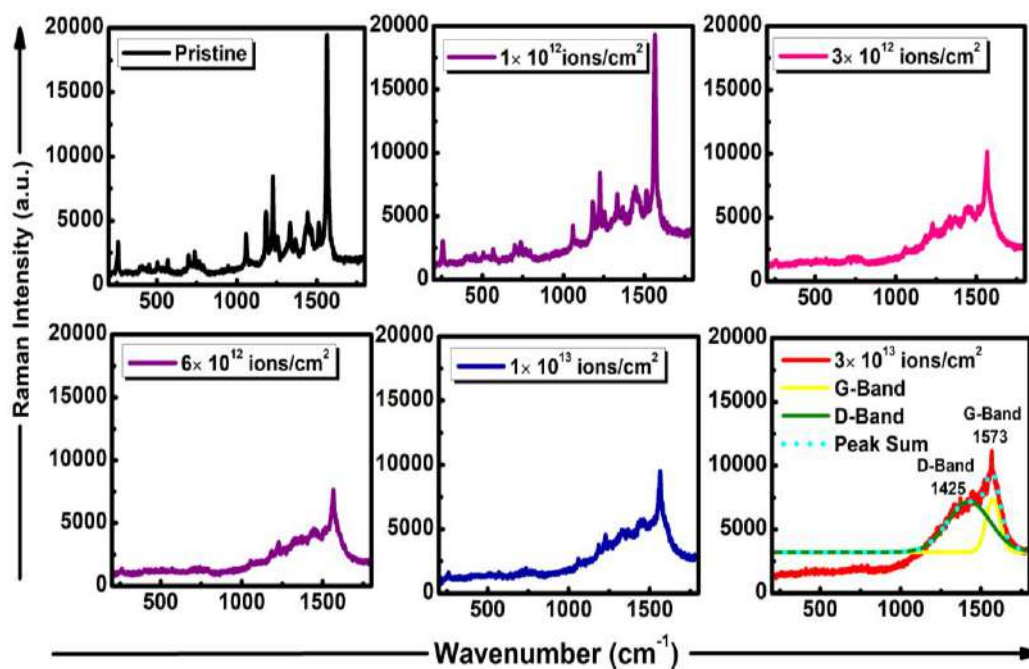 Raman Intensity (a.u.)
20000
15000
10000
5000
0
Pristine
500 1000 1500
20000
15000
10000
5000
0
1× 10¹² ions/cm²
500 1000 1500
20000
15000
10000
5000
0
3× 10¹² ions/cm²
500 1000 1500
20000
15000
10000
5000
0
6× 10¹² ions/cm²
500 1000 1500
20000
15000
10000
5000
0
1× 10¹³ ions/cm²
500 1000 1500
20000
15000
10000
5000
0
3× 10¹³ ions/cm²
G-Band
D-Band
Peak Sum
G-Band
1573
D-Band
1425
500 1000 1500
Wavenumber (cm⁻¹)